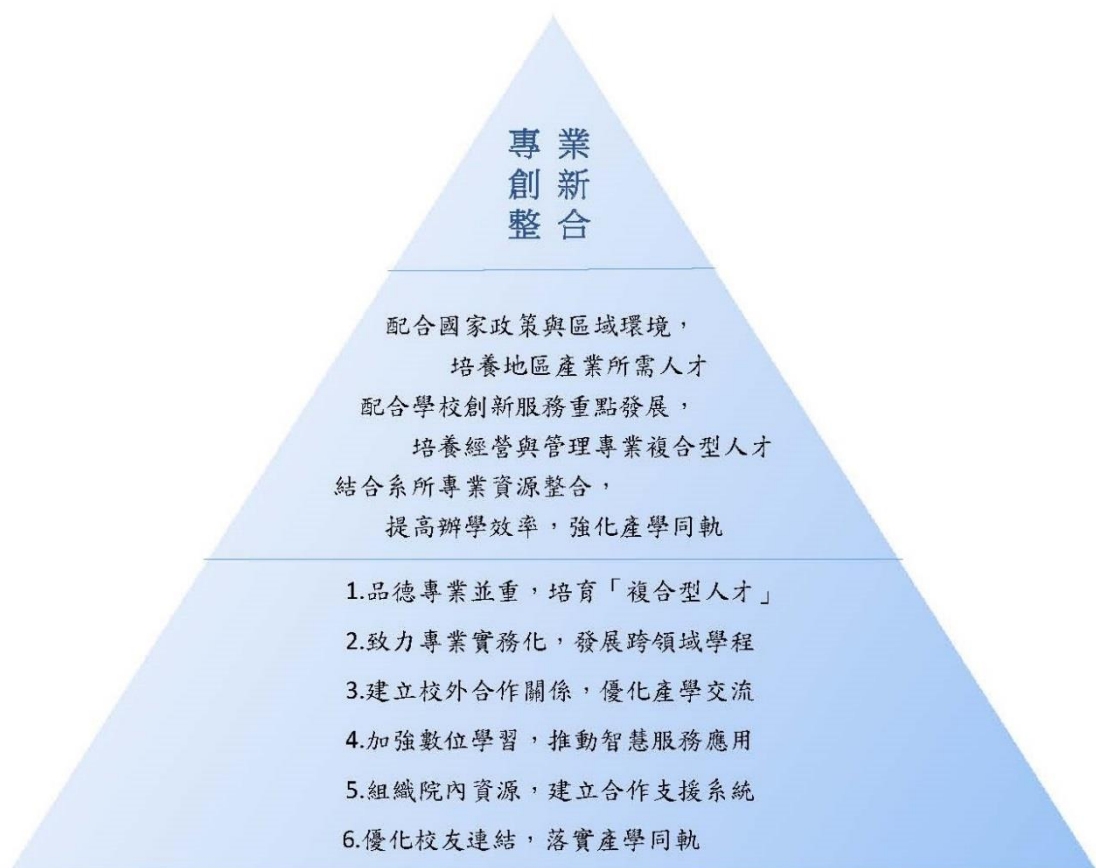 專業
創新
整合
配合國家政策與區域環境，
培養地區產業所需人才
配合學校創新服務重點發展，
培養經營與管理專業複合型人才
結合系所專業資源整合，
提高辦學效率，強化產學同軌
1.品德專業並重，培育「複合型人才」
2.致力專業實務化，發展跨領域學程
3.建立校外合作關係，優化產學交流
4.加強數位學習，推動智慧服務應用
5.組織院內資源，建立合作支援系統
6.優化校友連結，落實產學同軌